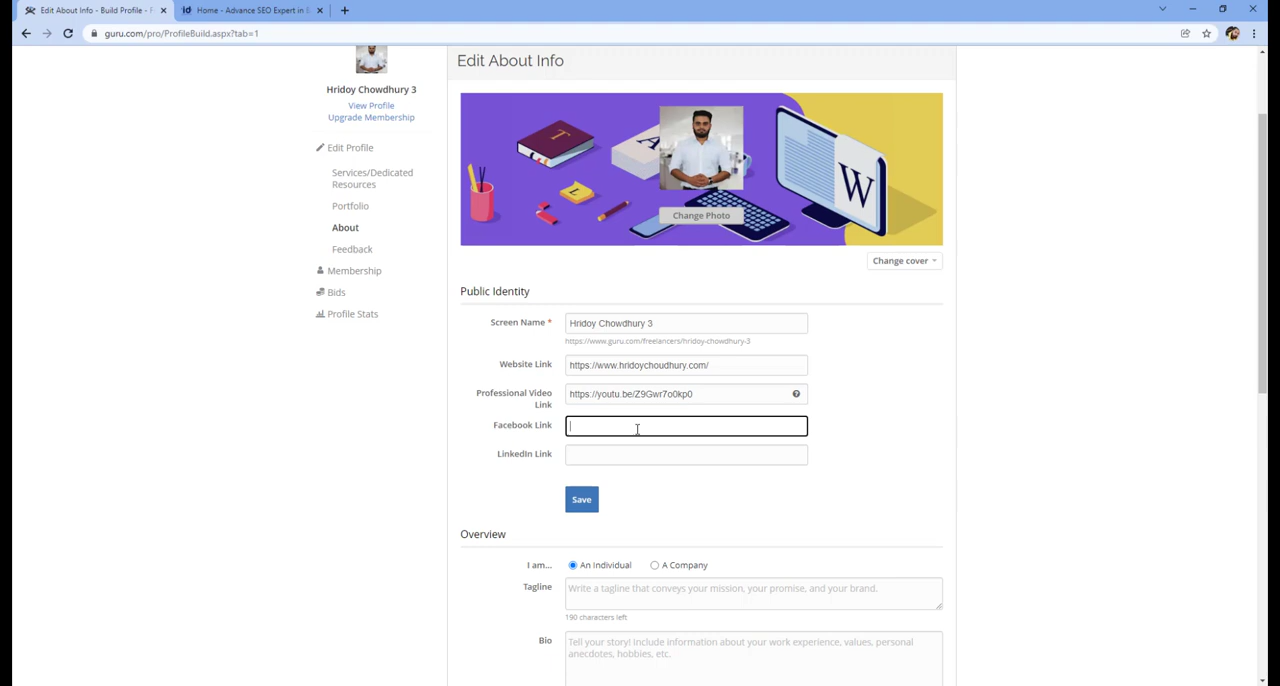 Edit About Info - Build Profile - F
Home - Advance SEO Expert in
guru.com/pro/ProfileBuild.aspx?tab=1
Edit About Info
Hridoy Chowdhury 3
View Profile
Upgrade Membership
Edit Profile
Services/Dedicated
Resources
Portfolio
About
Feedback
Membership
Bids
Profile Stats
T
A
W
L
Change Photo
Change cover
Public Identity
Screen Name * Hridoy Chowdhury 3
https://www.guru.com/freelancers/hridoy-chowdhury-3
Website Link https://www.hridoychoudhury.com/
Professional Video https://youtu.be/Z9Gwr7o0kp0
Link
Facebook Link
LinkedIn Link
Save
Overview
I am... An Individual A Company
Tagline Write a tagline that conveys your mission, your promise, and your brand.
190 characters left
Bio Tell your story! Include information about your work experience, values, personal
anecdotes, hobbies, etc.